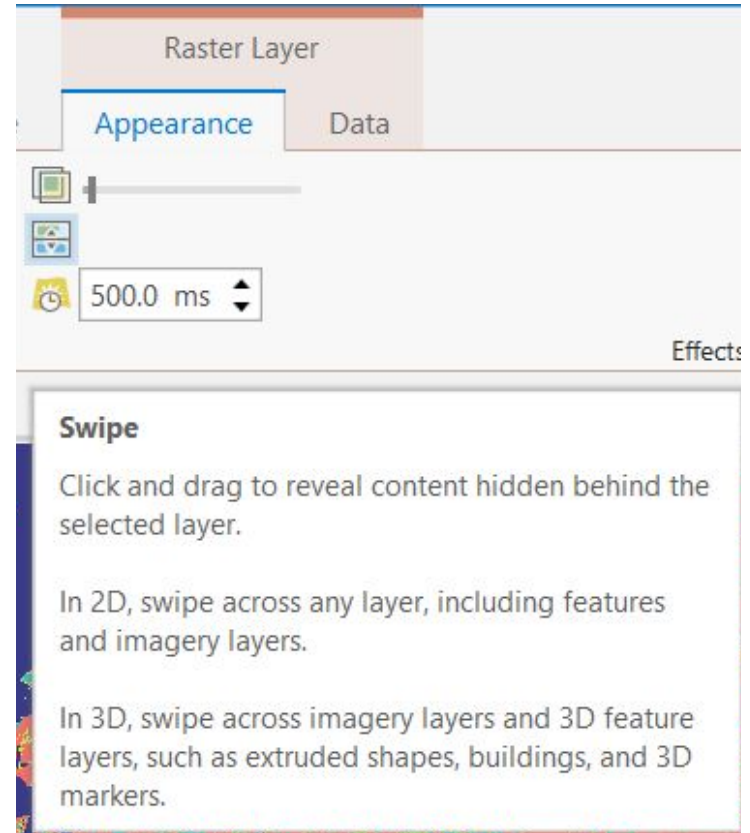 Raster Layer
Appearance Data
500.0 ms
Effects
Swipe
Click and drag to reveal content hidden behind the
selected layer.
In 2D, swipe across any layer, including features
and imagery layers.
In 3D, swipe across imagery layers and 3D feature
layers, such as extruded shapes, buildings, and 3D
markers.